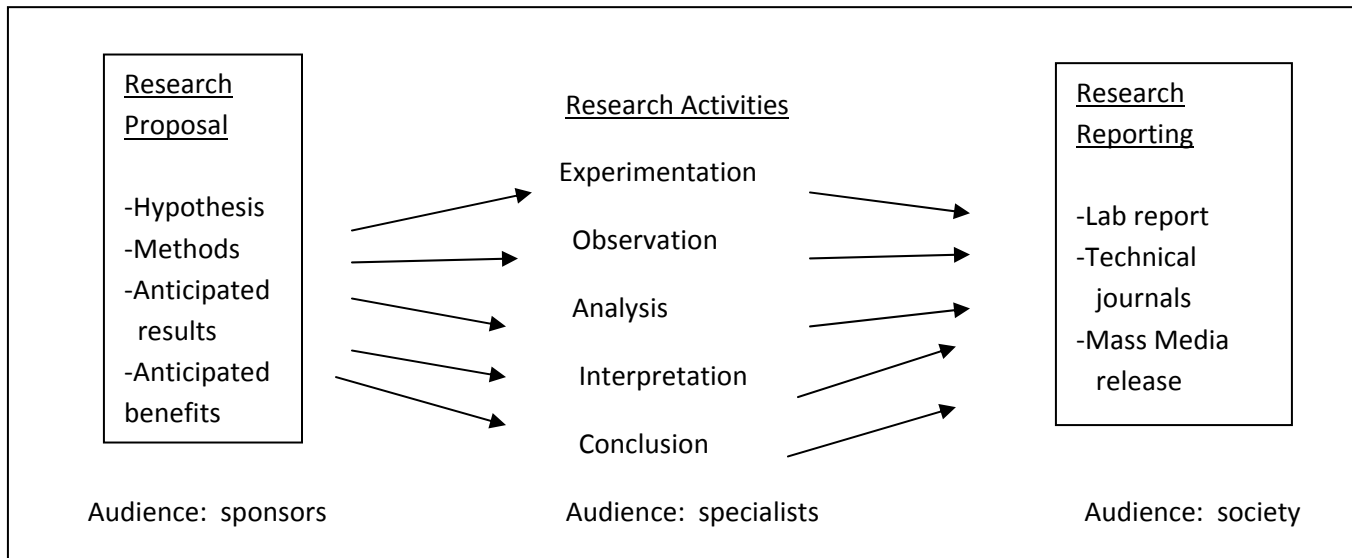 Research
Proposal
-Hypothesis
-Methods
-Anticipated
results
-Anticipated
benefits
Audience: sponsors
Research Activities
Experimentation
Observation
Analysis
Interpretation
Conclusion
Audience: specialists
Research
Reporting
-Lab report
-Technical
journals
-Mass Media
release
Audience: society